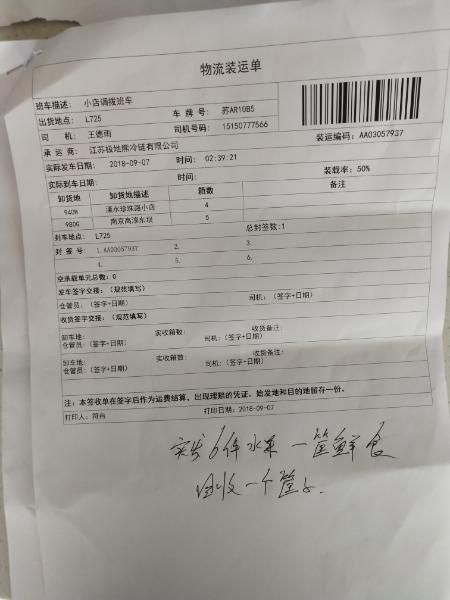 物流装运单
班车描述: 小店调拨班车
出货地点: L725 车 牌 号: 苏AR10B5
司 机: 王德雨 司机号码: 15150777566 装运编码: AA03057937
承 运 商: 江苏极地熊冷链有限公司
实际发车日期: 2018-09-07 时间: 02:39:21
实际到车日期: 时间: 装载率: 50%
卸货地 卸货地描述 箱数 备注
940W 溧水珍珠路小店 4
980G 南京高淳东坝 5
封车地点: L725 总封签数:1
封 签 号: 1.AA03057937 2. 3.
4. 5. 6.
空承载单元总数: 0
发车签字交接: (规范填写)
仓管员: (签字+日期) 司机: (签字+日期)
收货签字交接: (规范填写)
卸车地: 实收箱数: 收货备注:
仓管员: (签字+日期) 司机: (签字+日期)
卸车地: 实收箱数: 收货备注:
仓管员: (签字+日期) 司机: (签字+日期)
注: 本签收单在签字后作为运费结算, 出现理赔的凭证, 始发地和目的地留存一份.
打印人: 符肖 打印日期: 2018-09-07
实发6件水果 一筐鲜食
回收一个筐子.